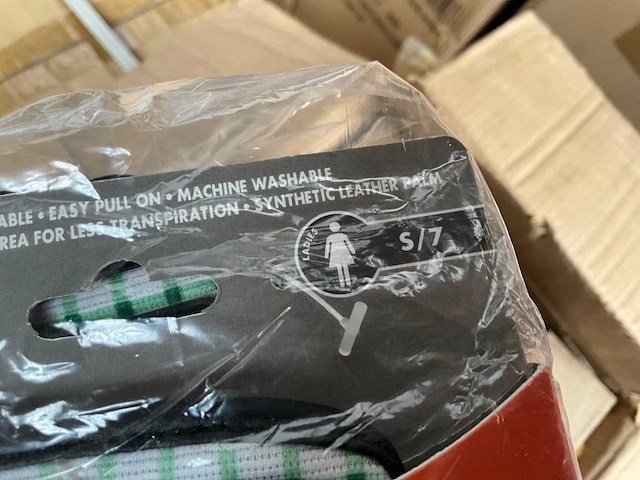 ABLE • EASY PULL ON • MACHINE WASHABLE
REA FOR LESS TRANSPIRATION • SYNTHETIC LEATHER PALM
LADIES
S/7